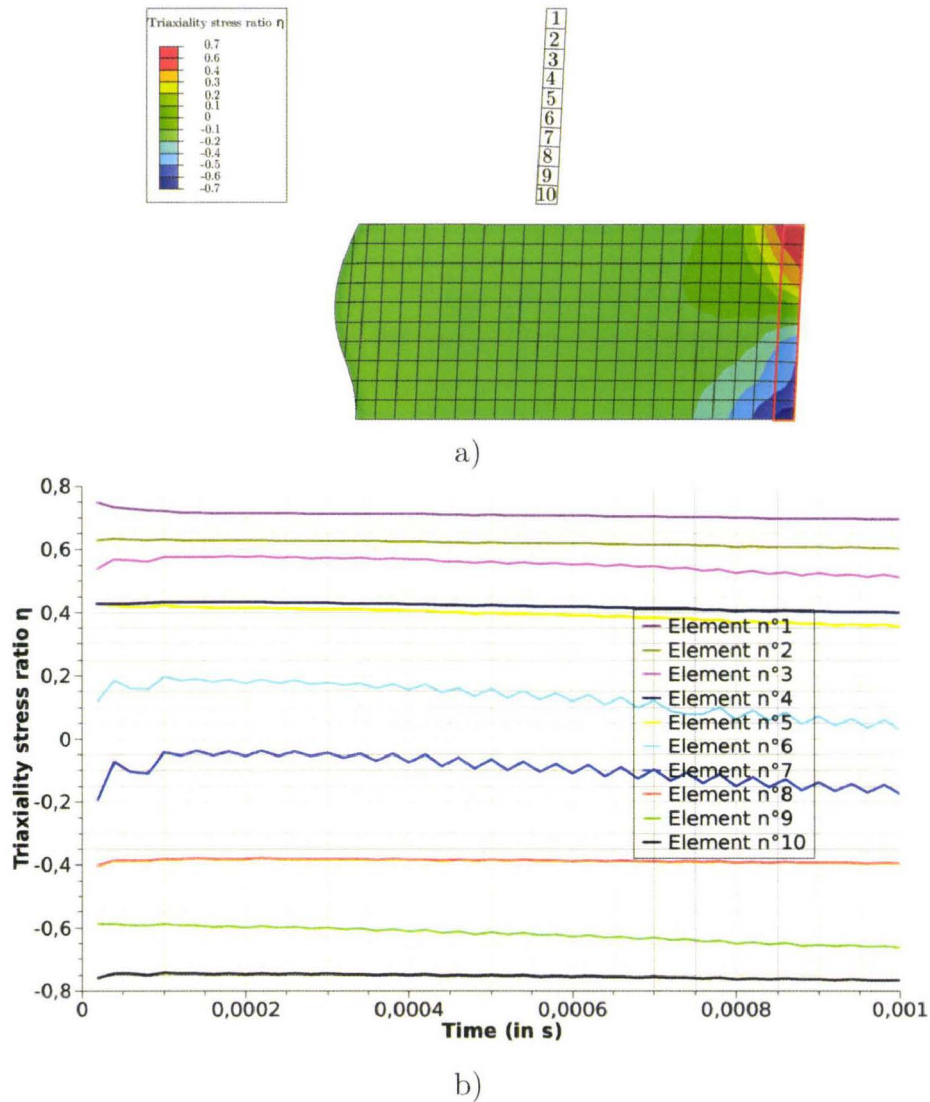 Triaxiality stress ratio η
0.7
0.6
0.4
0.3
0.2
0.1
0
-0.1
-0.2
-0.4
-0.5
-0.6
-0.7
1
2
3
4
5
6
7
8
9
10
a)
Triaxiality stress ratio η
0,8
0,6
0,4
0,2
0
-0,2
-0,4
-0,6
-0,8
Element n°1
Element n°2
Element n°3
Element n°4
Element n°5
Element n°6
Element n°7
Element n°8
Element n°9
Element n°10
0
0,0002
0,0004
0,0006
0,0008
0,001
Time (in s)
b)